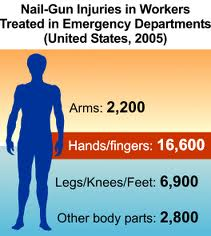 Nail-Gun Injuries in Workers
Treated in Emergency Departments
(United States, 2005)
Arms: 2,200
Hands/fingers: 16,600
Legs/Knees/Feet: 6,900
Other body parts: 2,800